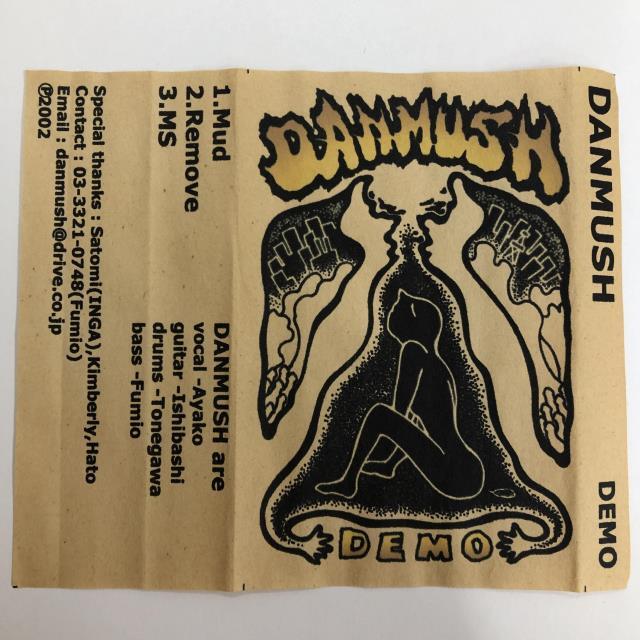 DANMUSH
DEMO
DANMUSH
DEMO
1.Mud
2.Remove
3.MS
DANMUSH are
vocal -Ayako
guitar -Ishibashi
drums -Tonegawa
bass -Fumio
Special thanks : Satomi(INGA),Kimberly,Hato
Contact : 03-3321-0748(Fumio)
Email : danmush@drive.co.jp
℗2002